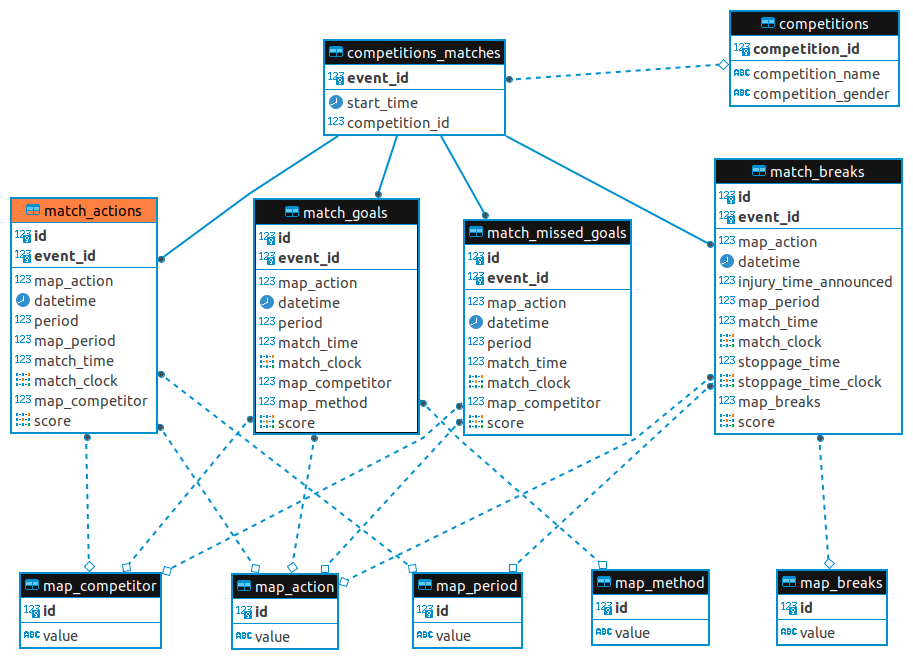 competitions
123 competition_id
ABC competition_name
ABC competition_gender
competitions_matches
123 event_id
start_time
123 competition_id
match_breaks
123 id
123 event_id
123 map_action
datetime
123 injury_time_announced
123 map_period
123 match_time
match_clock
123 stoppage_time
stoppage_time_clock
123 map_breaks
score
match_actions
123 id
123 event_id
123 map_action
datetime
123 period
123 map_period
123 match_time
match_clock
123 map_competitor
score
match_goals
123 id
123 event_id
123 map_action
datetime
123 period
123 match_time
match_clock
123 map_competitor
123 map_method
score
match_missed_goals
123 id
123 event_id
123 map_action
datetime
123 period
123 match_time
match_clock
123 map_competitor
score
map_competitor
123 id
ABC value
map_action
123 id
ABC value
map_period
123 id
ABC value
map_method
123 id
ABC value
map_breaks
123 id
ABC value